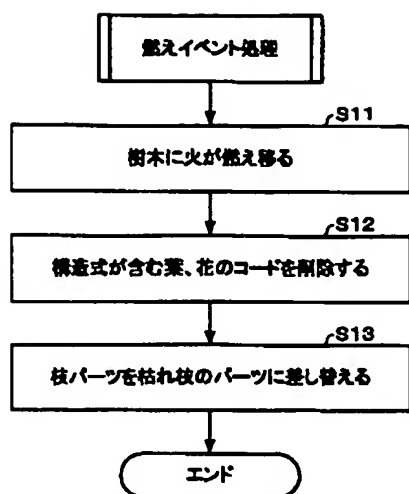 燃えイベント処理
S11
樹木に火が燃え移る
S12
構造式が含む葉、花のコードを削除する
S13
枝パーツを枯れ枝のパーツに差し替える
エンド